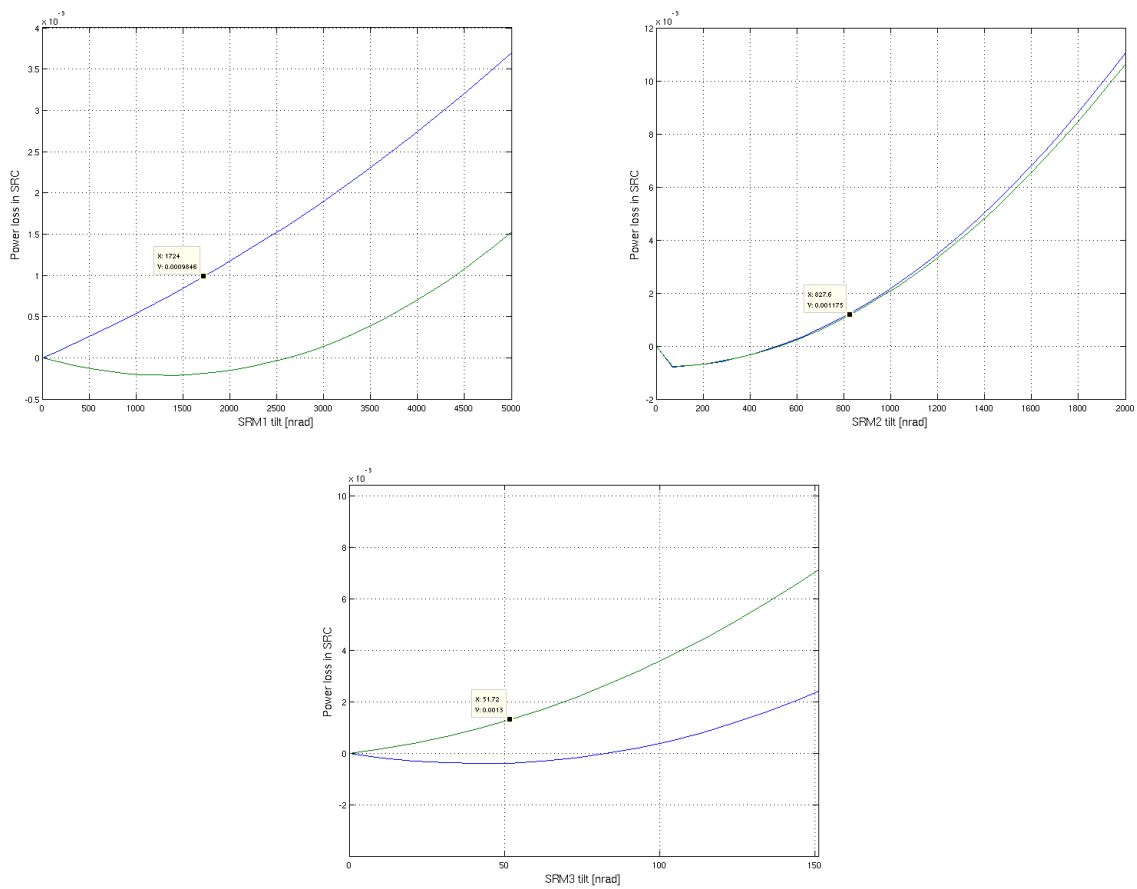 × 10⁻³
4
3.5
3
2.5
2
1.5
1
0.5
0
-0.5
Power loss in SRC
X: 1724
Y: 0.0009846
0 500 1000 1500 2000 2500 3000 3500 4000 4500 5000
SRM1 tilt [nrad]
× 10⁻³
12
10
8
6
4
2
0
-2
Power loss in SRC
X: 827.6
Y: 0.001175
0 200 400 600 800 1000 1200 1400 1600 1800 2000
SRM2 tilt [nrad]
× 10⁻³
10
8
6
4
2
0
-2
Power loss in SRC
X: 51.72
Y: 0.0013
0 50 100 150
SRM3 tilt [nrad]